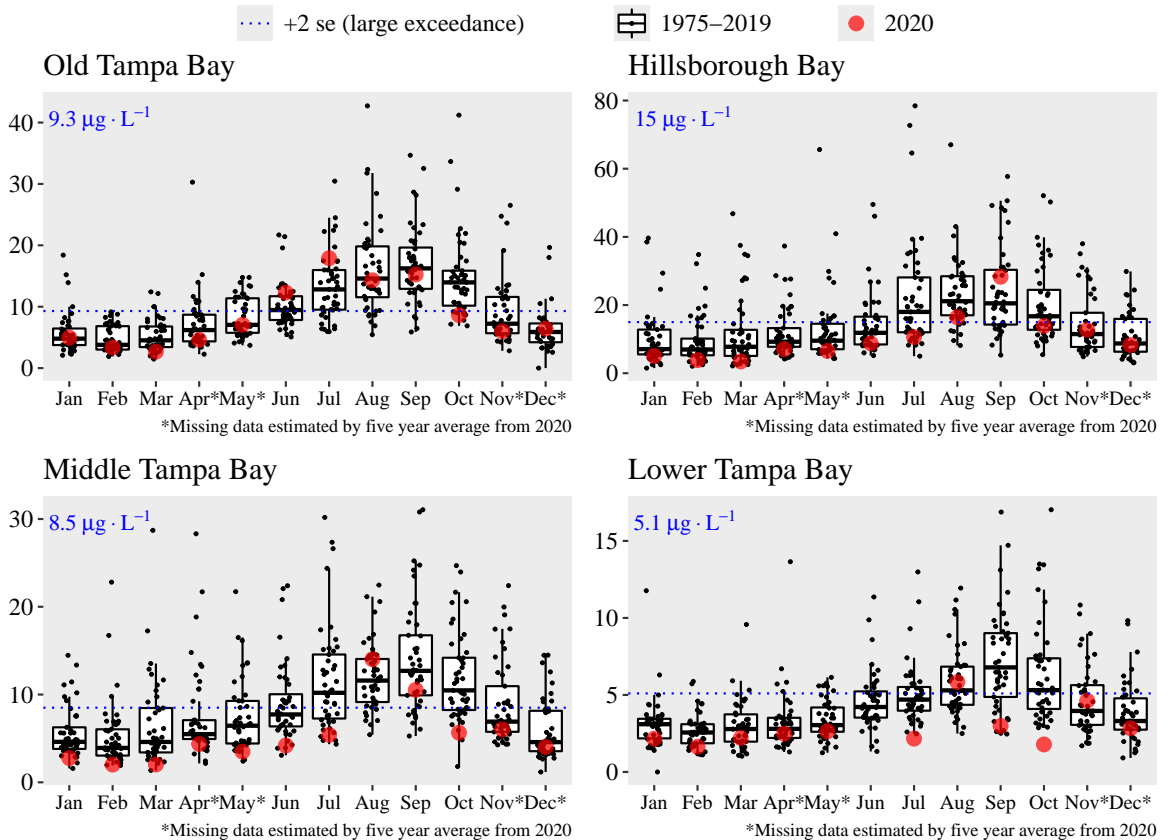 +2 se (large exceedance) 1975–2019 2020
Old Tampa Bay
9.3 μg · L⁻¹
40
30
20
10
0
Jan Feb Mar Apr* May* Jun Jul Aug Sep Oct Nov* Dec*
*Missing data estimated by five year average from 2020
Hillsborough Bay
15 μg · L⁻¹
80
60
40
20
0
Jan Feb Mar Apr* May* Jun Jul Aug Sep Oct Nov* Dec*
*Missing data estimated by five year average from 2020
Middle Tampa Bay
8.5 μg · L⁻¹
30
20
10
0
Jan Feb Mar Apr* May* Jun Jul Aug Sep Oct Nov* Dec*
*Missing data estimated by five year average from 2020
Lower Tampa Bay
5.1 μg · L⁻¹
15
10
5
0
Jan Feb Mar Apr* May* Jun Jul Aug Sep Oct Nov* Dec*
*Missing data estimated by five year average from 2020